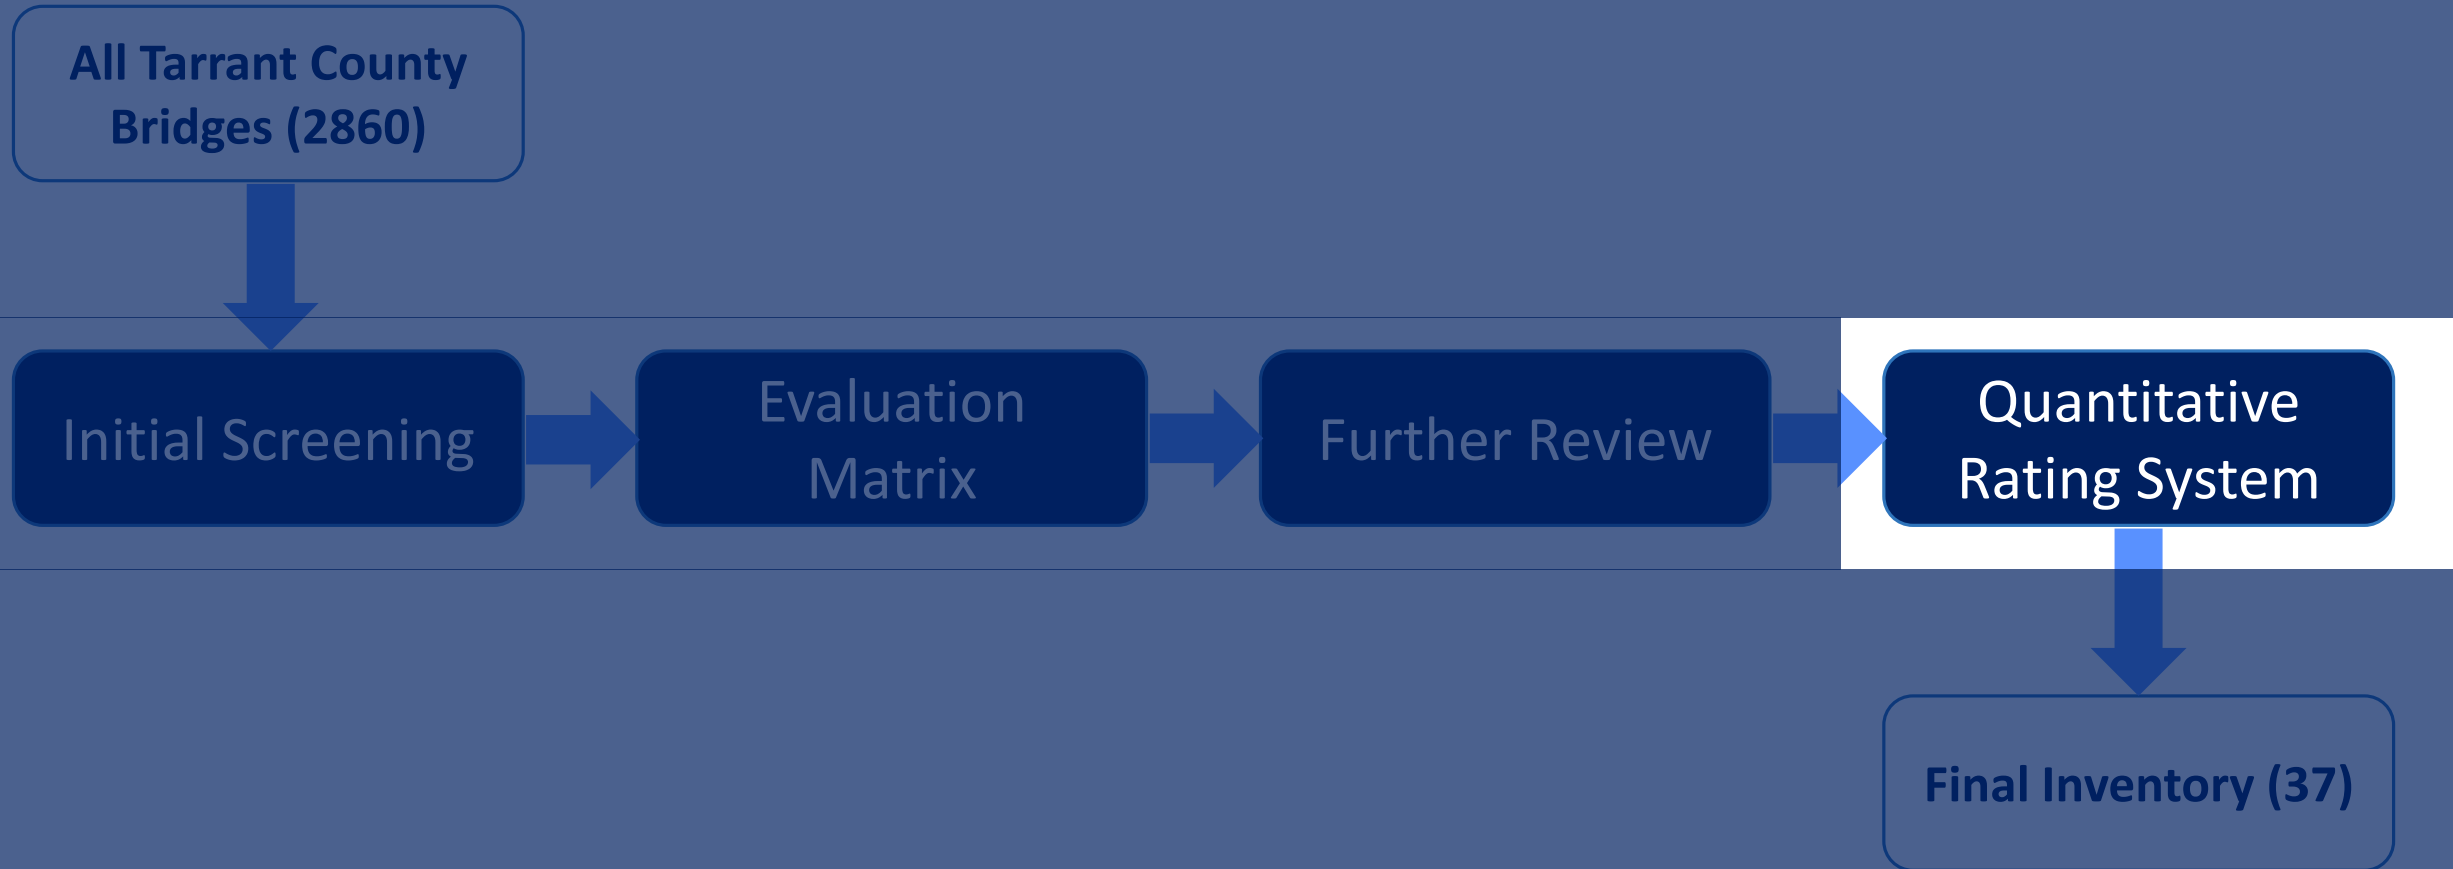 All Tarrant County
Bridges (2860)
Initial Screening
Evaluation
Matrix
Further Review
Quantitative
Rating System
Final Inventory (37)